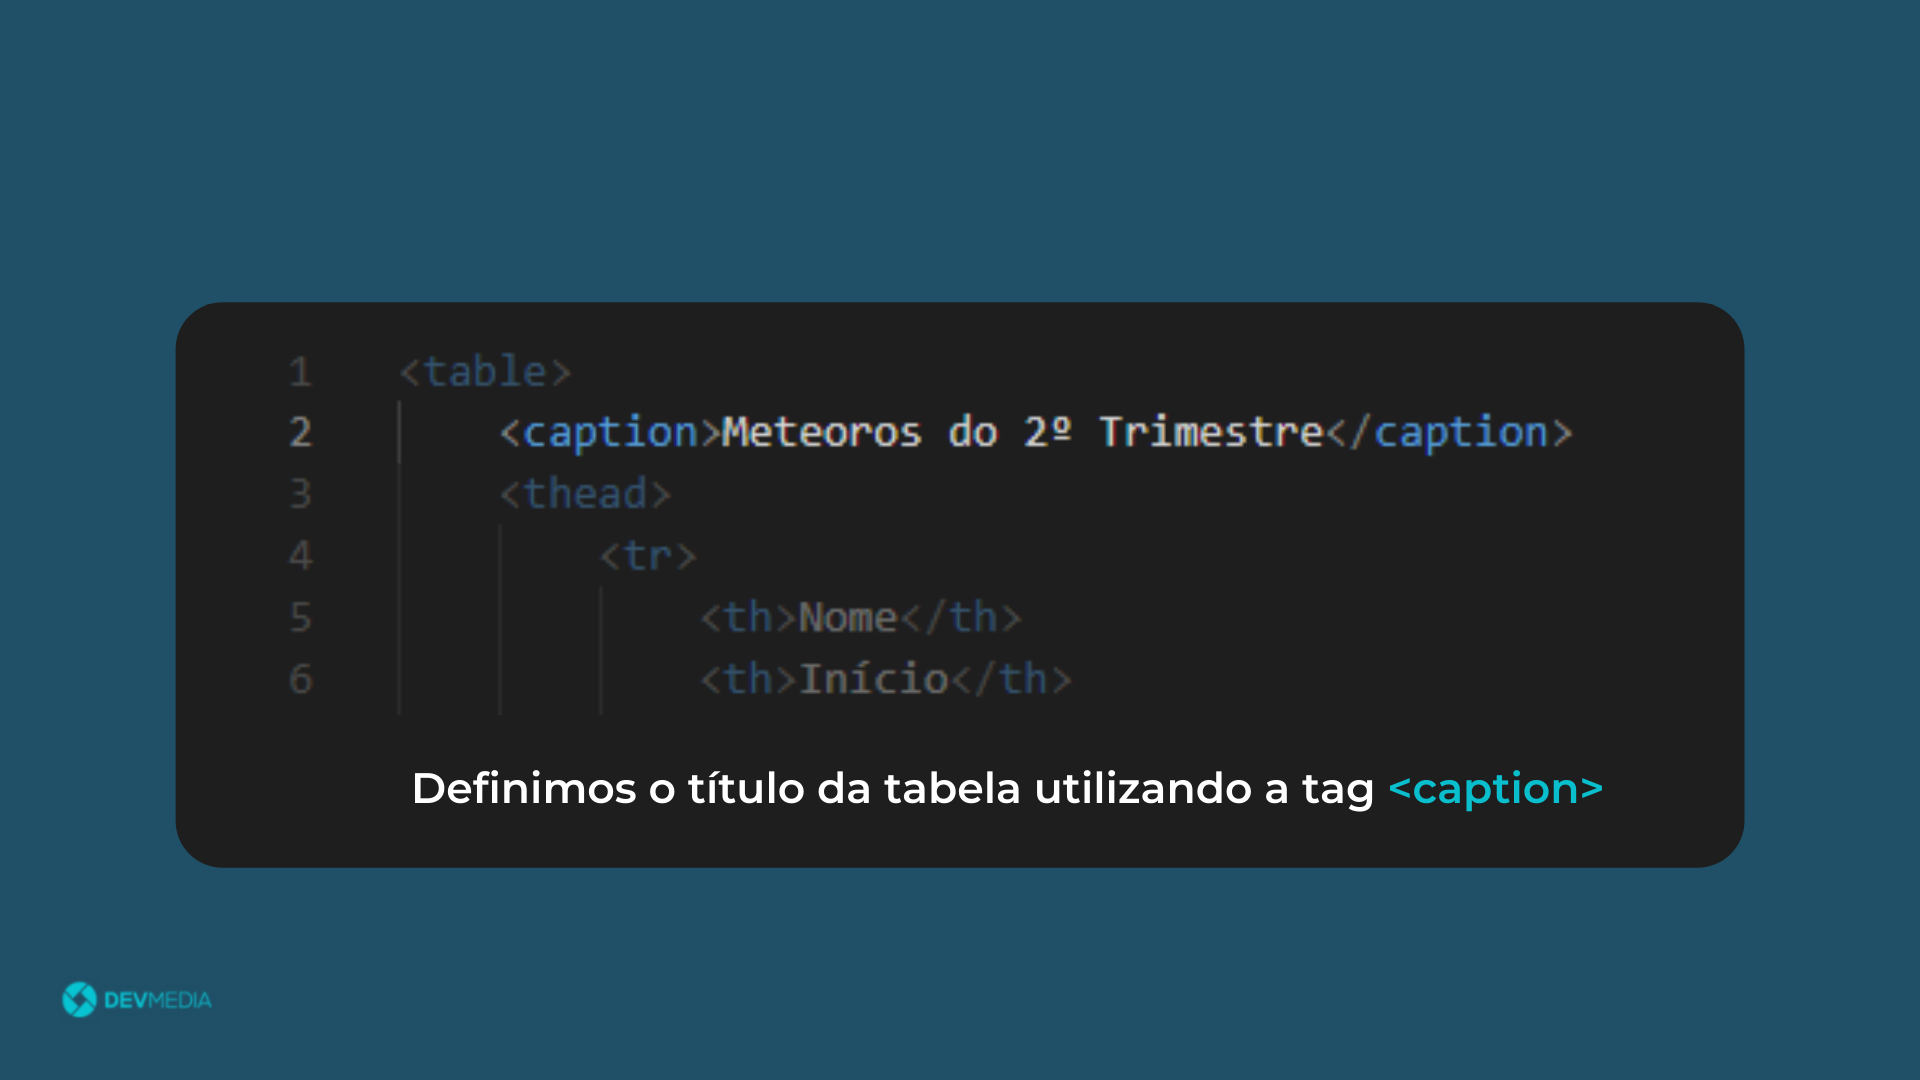 1 <table>
2 <caption>Meteoros do 2º Trimestre</caption>
3 <thead>
4 <tr>
5 <th>Nome</th>
6 <th>Início</th>
Definimos o título da tabela utilizando a tag <caption>
DEVMEDIA